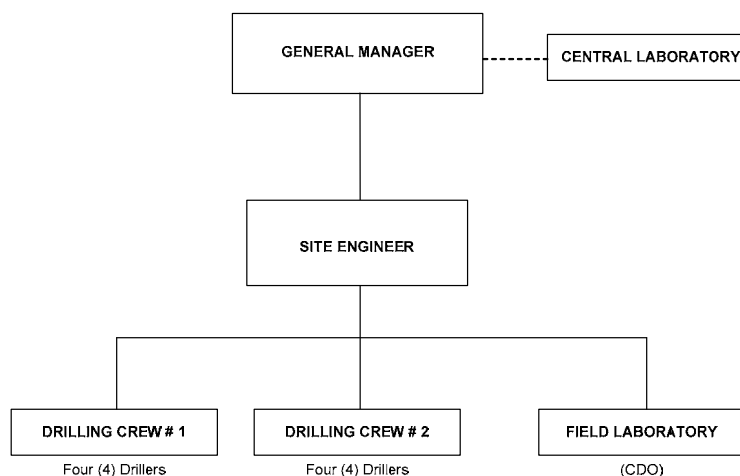 GENERAL MANAGER
CENTRAL LABORATORY
SITE ENGINEER
DRILLING CREW # 1
DRILLING CREW # 2
FIELD LABORATORY
Four (4) Drillers
Four (4) Drillers
(CDO)